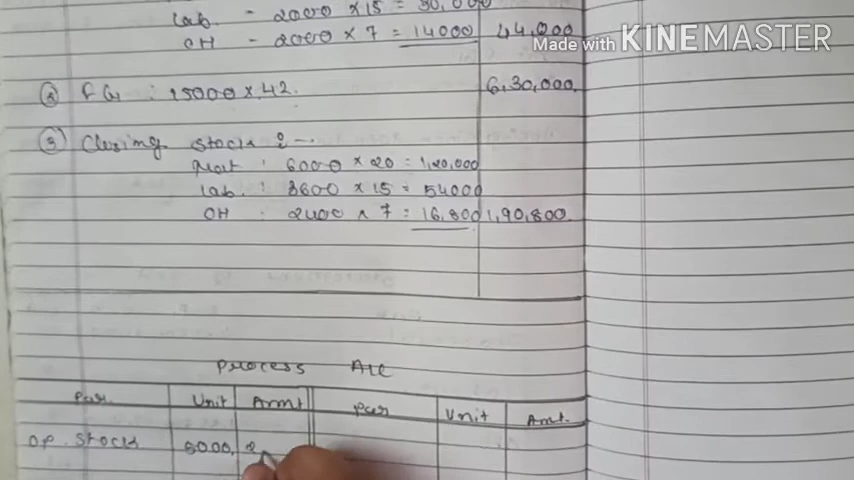 Lab. - 2000 × 15 = 30,000
OH - 2000 × 7 = 14000 44,000
Made with KINEMASTER
② FG : 15000 × 42. 6,30,000
③ Closing Stock :-
Mat : 6000 × 20 = 1,20,000
Lab. : 3600 × 15 = 54000
OH : 2400 × 7 = 16,800 1,90,800.
Process A/c
Par. Unit Amt Par Unit Amt.
OP. Stock 8000. 2